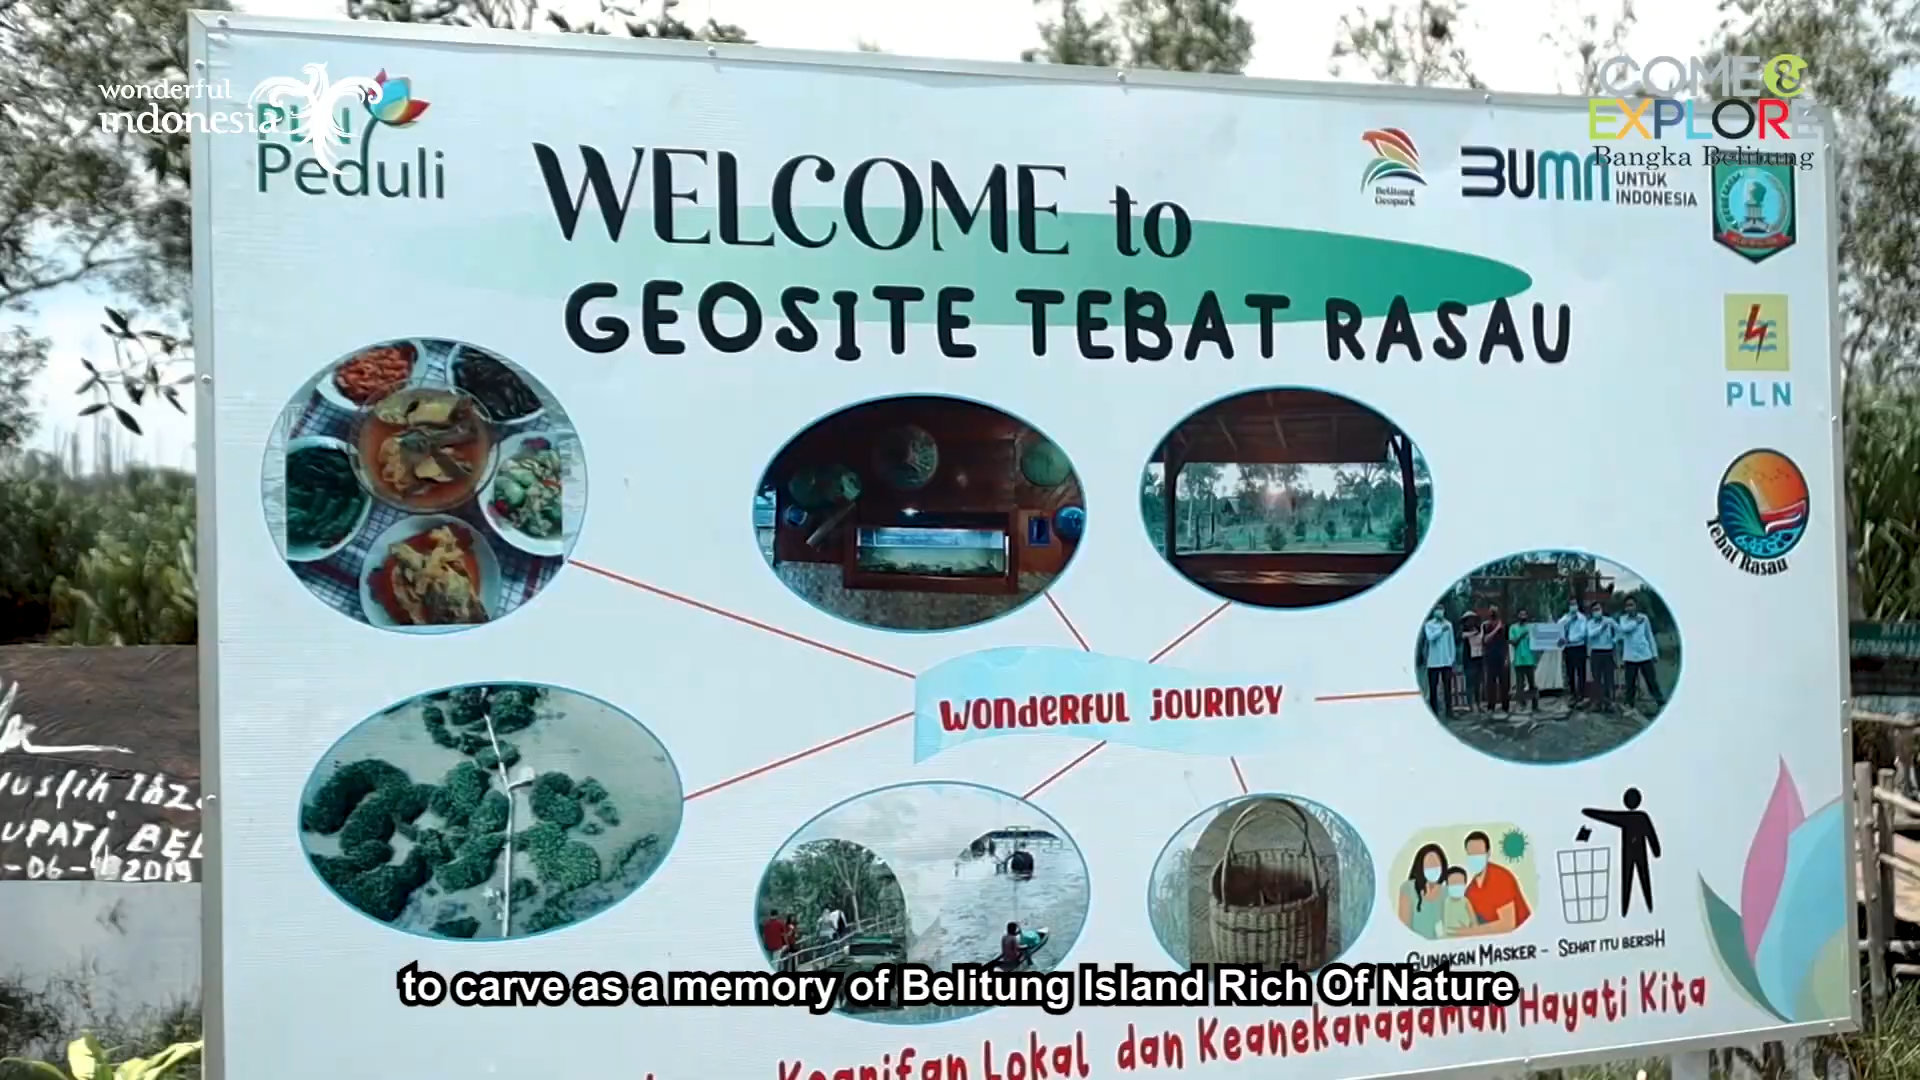 wonderful
indonesia
COME &
EXPLORE
Bangka Belitung
PLN
Peduli
WELCOME to
GEOSITE TEBAT RASAU
Belitong
Geopark
BUMN
UNTUK
INDONESIA
PLN
Tebat Rasau
WONDERFUL JOURNEY
GUNAKAN MASKER - SEHAT ITU BERSIH
to carve as a memory of Belitung Island Rich Of Nature
Kearifan Lokal dan Keanekaragaman Hayati Kita
2019